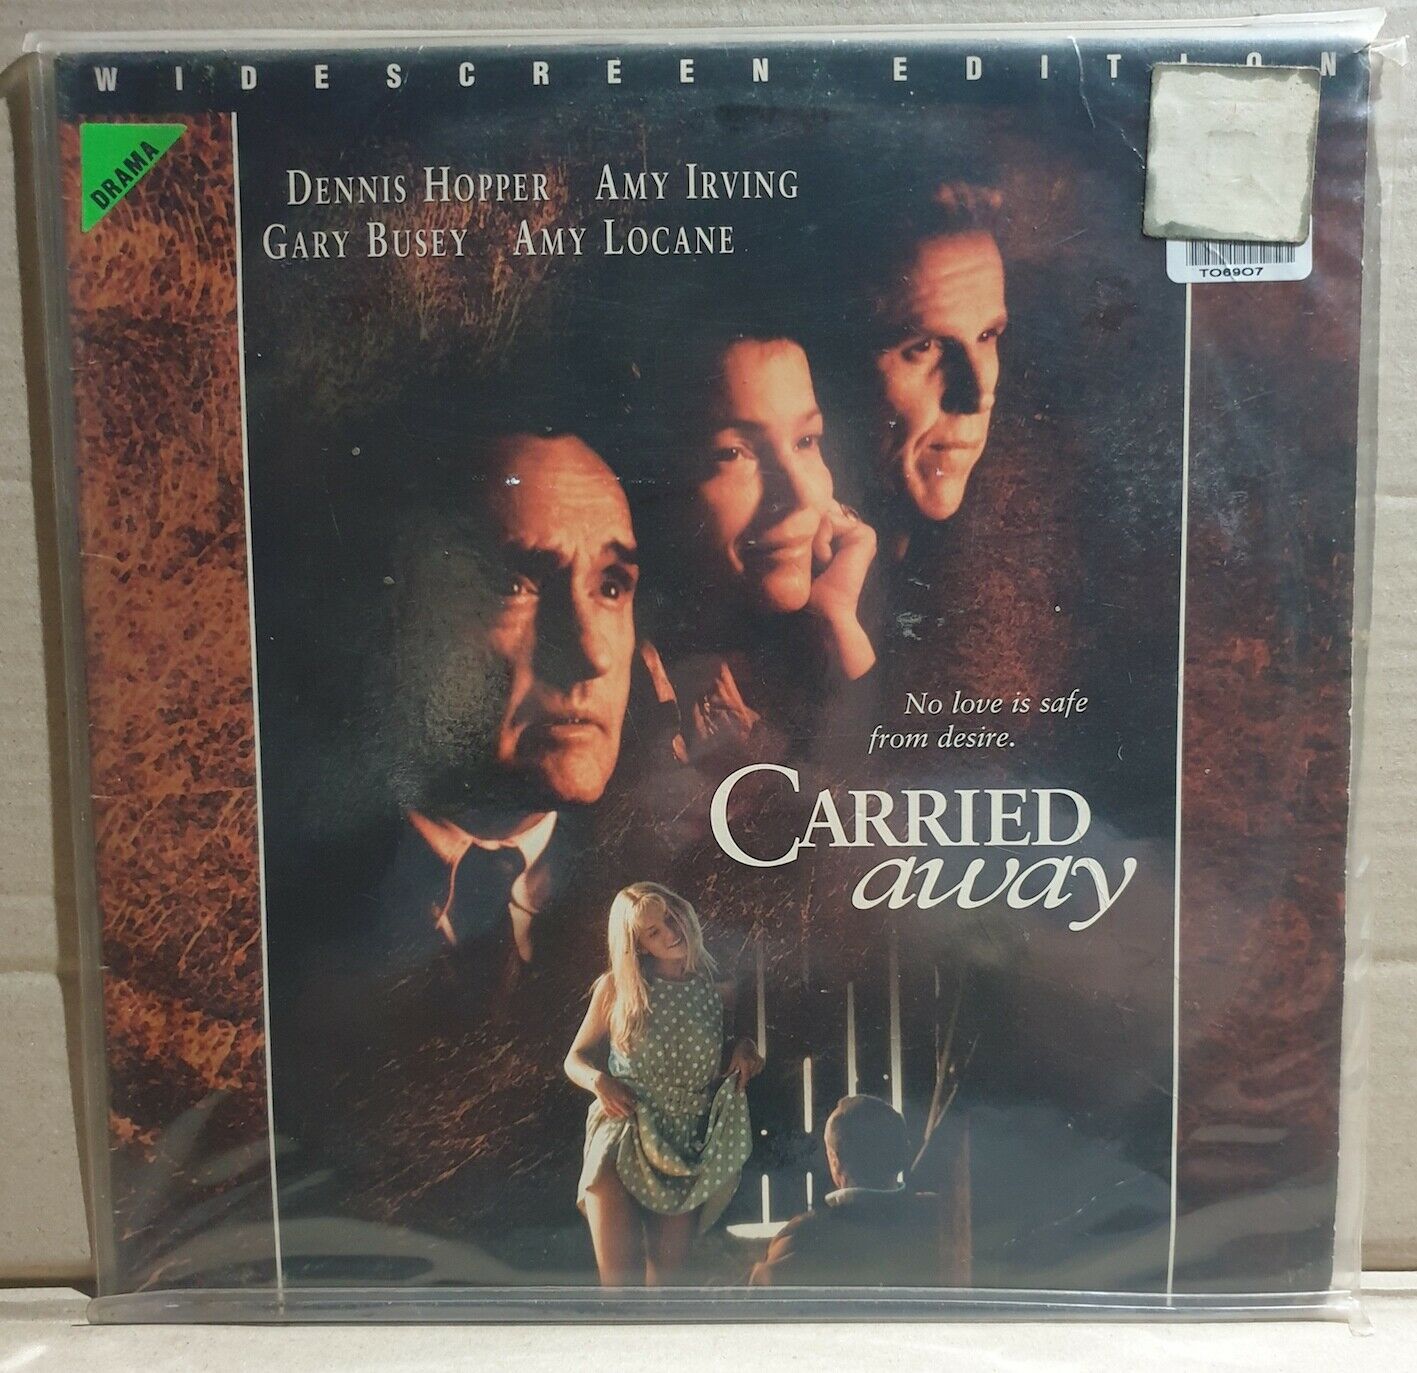 WIDESCREEN EDITION
DRAMA
DENNIS HOPPER AMY IRVING
GARY BUSEY AMY LOCANE
TO6907
No love is safe
from desire.
CARRIED
away